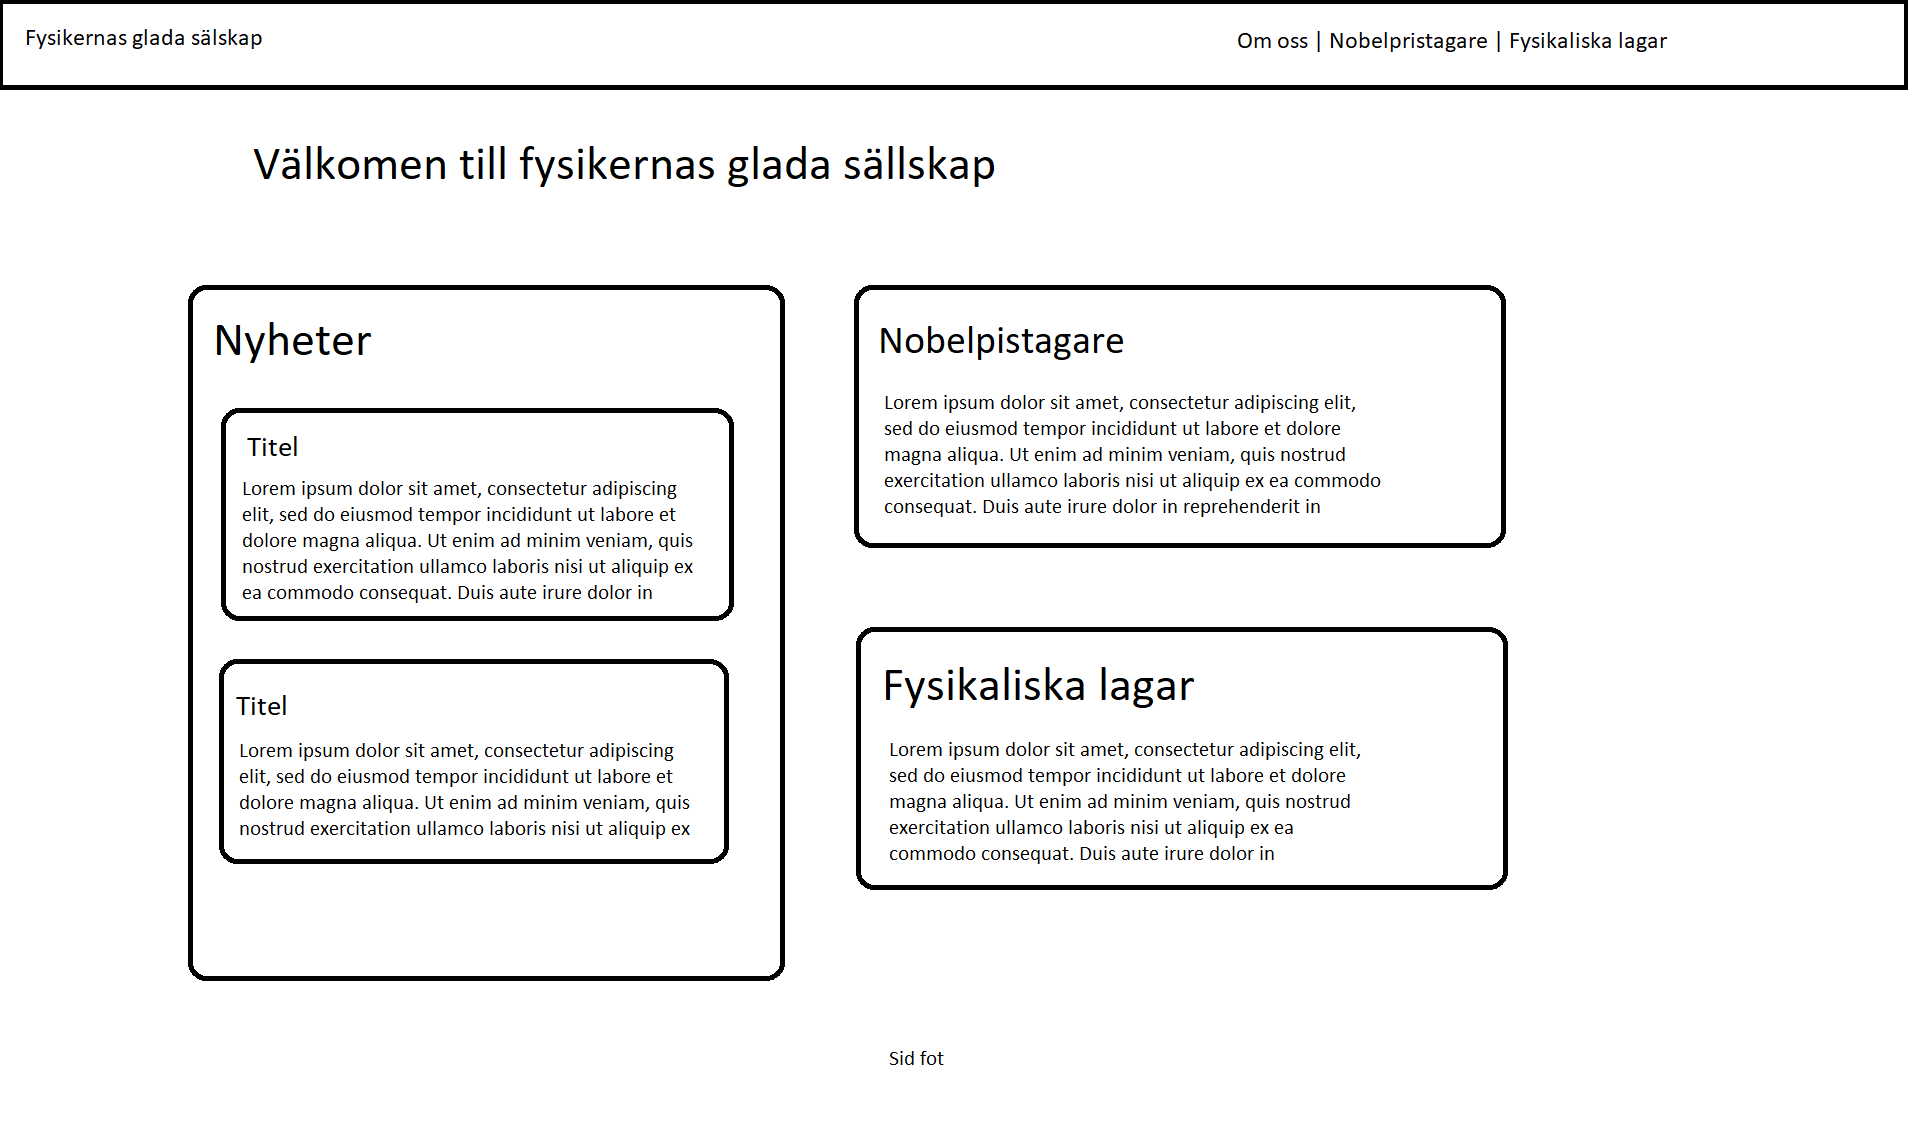 Fysikernas glada sälskap
Om oss | Nobelpristagare | Fysikaliska lagar
Välkomen till fysikernas glada sällskap
Nyheter
Titel
Lorem ipsum dolor sit amet, consectetur adipiscing
elit, sed do eiusmod tempor incididunt ut labore et
dolore magna aliqua. Ut enim ad minim veniam, quis
nostrud exercitation ullamco laboris nisi ut aliquip ex
ea commodo consequat. Duis aute irure dolor in
Titel
Lorem ipsum dolor sit amet, consectetur adipiscing
elit, sed do eiusmod tempor incididunt ut labore et
dolore magna aliqua. Ut enim ad minim veniam, quis
nostrud exercitation ullamco laboris nisi ut aliquip ex
Nobelpistagare
Lorem ipsum dolor sit amet, consectetur adipiscing elit,
sed do eiusmod tempor incididunt ut labore et dolore
magna aliqua. Ut enim ad minim veniam, quis nostrud
exercitation ullamco laboris nisi ut aliquip ex ea commodo
consequat. Duis aute irure dolor in reprehenderit in
Fysikaliska lagar
Lorem ipsum dolor sit amet, consectetur adipiscing elit,
sed do eiusmod tempor incididunt ut labore et dolore
magna aliqua. Ut enim ad minim veniam, quis nostrud
exercitation ullamco laboris nisi ut aliquip ex ea
commodo consequat. Duis aute irure dolor in
Sid fot